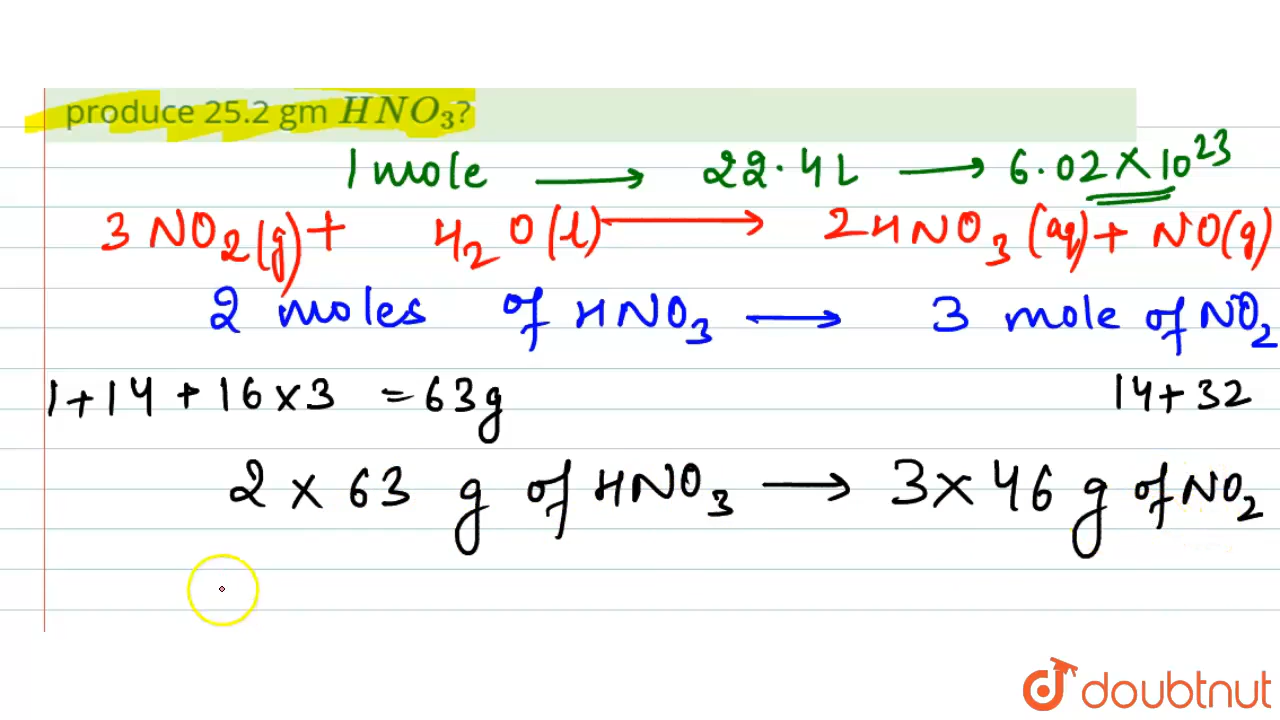 produce 25.2 gm HNO₃?
1 mole → 22.4L → 6.02 × 10²³
3 NO₂(g) + H₂O(l) → 2HNO₃(aq) + NO(g)
2 moles of HNO₃ → 3 mole of NO₂
1 + 14 + 16 × 3 = 63g 14 + 32
2 × 63 g of HNO₃ → 3 × 46 g of NO₂
doubtnut